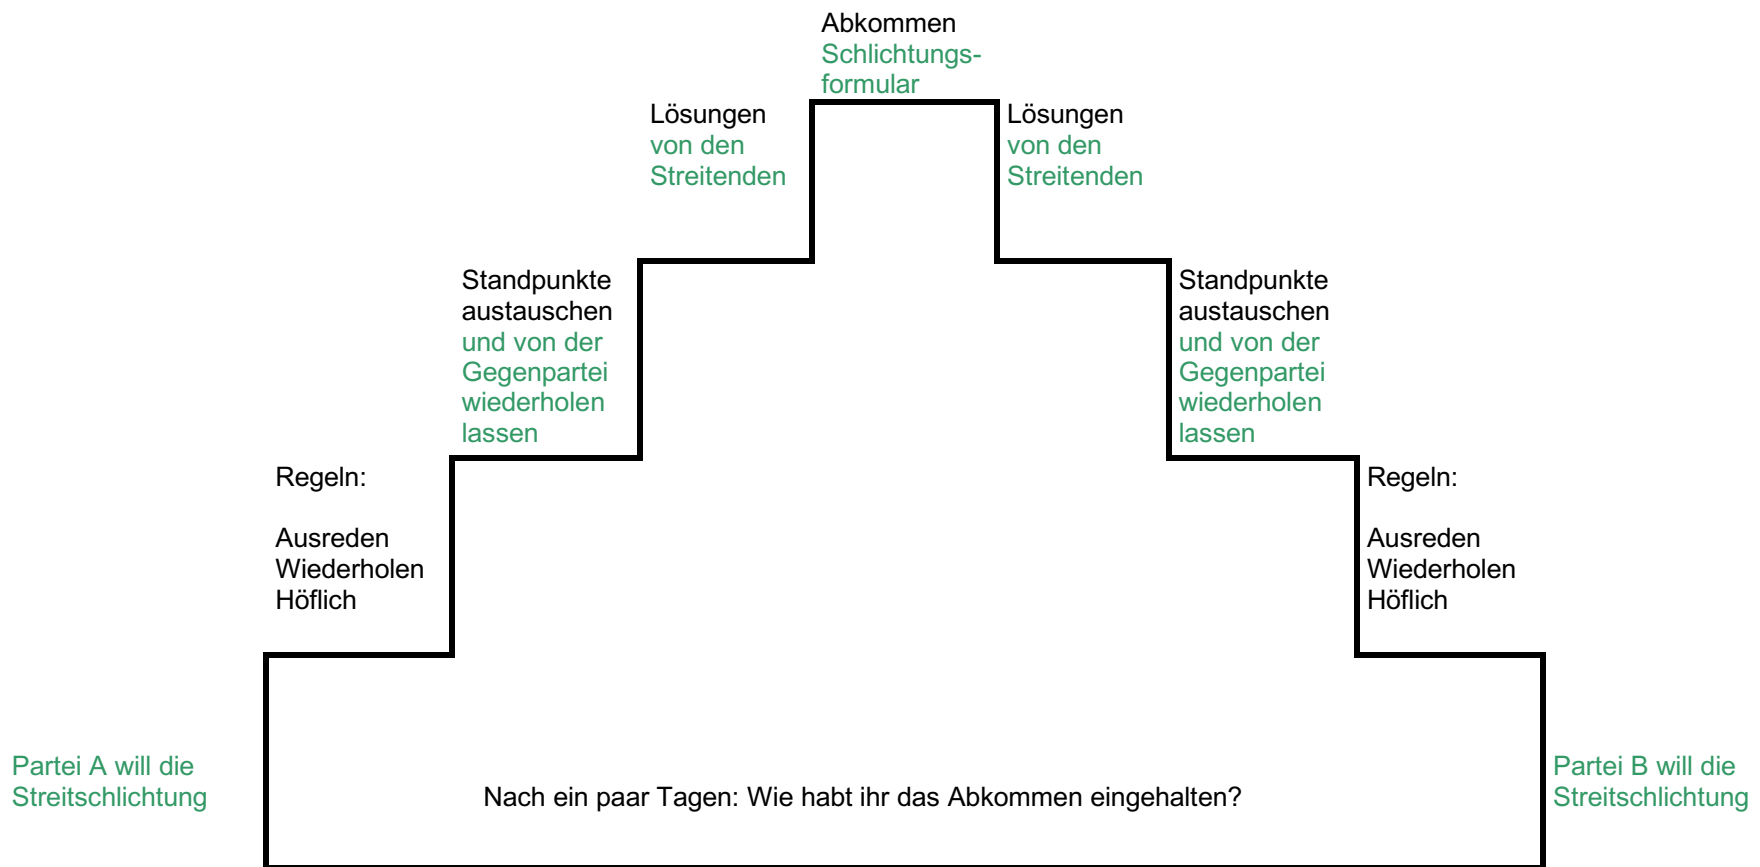 Abkommen
Schlichtungs-
formular
Lösungen
von den
Streitenden
Lösungen
von den
Streitenden
Standpunkte
austauschen
und von der
Gegenpartei
wiederholen
lassen
Standpunkte
austauschen
und von der
Gegenpartei
wiederholen
lassen
Regeln:
Ausreden
Wiederholen
Höflich
Regeln:
Ausreden
Wiederholen
Höflich
Partei A will die
Streitschlichtung
Nach ein paar Tagen: Wie habt ihr das Abkommen eingehalten?
Partei B will die
Streitschlichtung